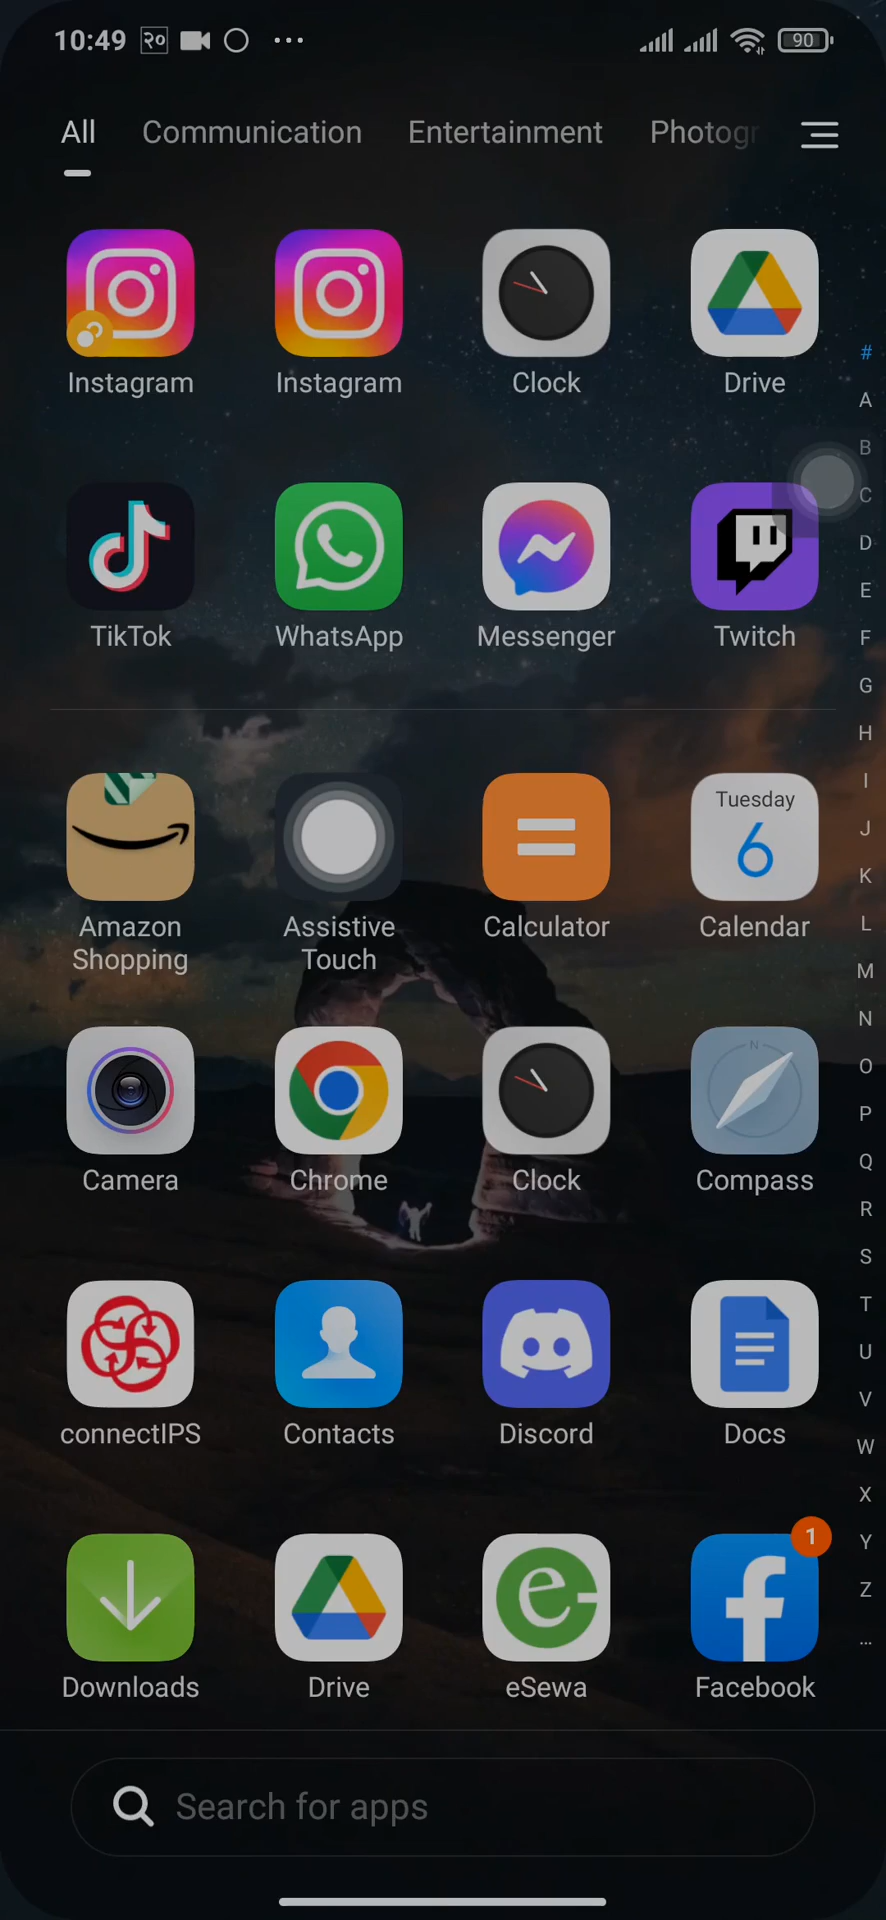 10:49 २० ... 90
All Communication Entertainment Photogr
Instagram Instagram Clock Drive
TikTok WhatsApp Messenger Twitch
Tuesday
6
Amazon Shopping Assistive Touch Calculator Calendar
N
Camera Chrome Clock Compass
connectIPS Contacts Discord Docs
1
Downloads Drive eSewa Facebook
Search for apps
#
A
B
C
D
E
F
G
H
I
J
K
L
M
N
O
P
Q
R
S
T
U
V
W
X
Y
Z
...